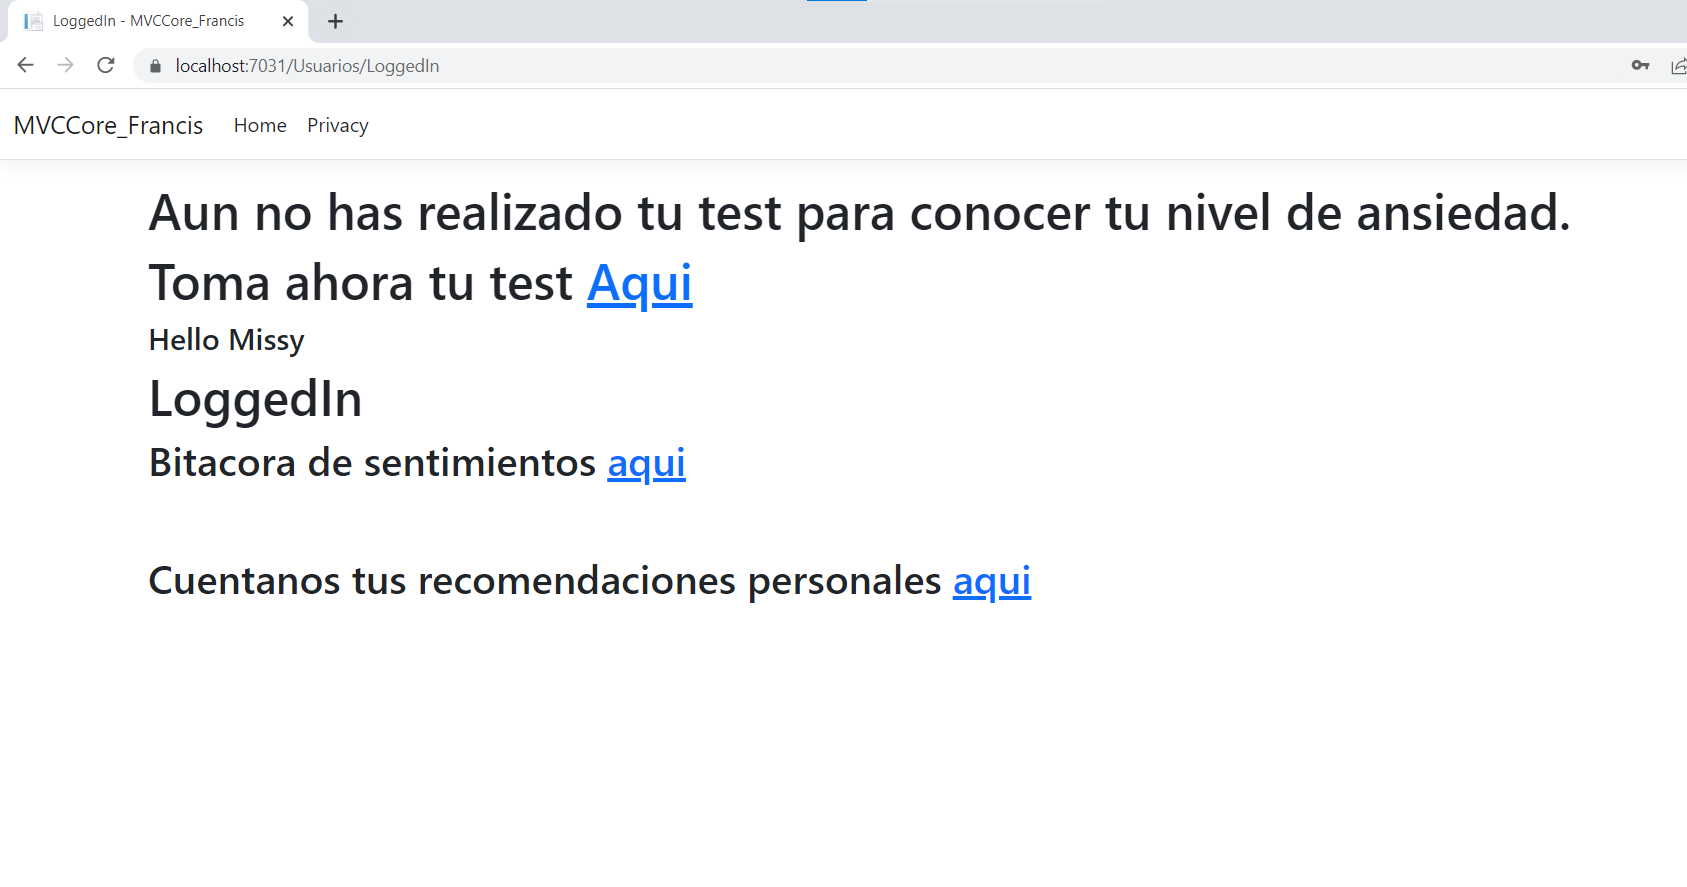 LoggedIn - MVCCore_Francis
localhost:7031/Usuarios/LoggedIn
MVCCore_Francis Home Privacy
Aun no has realizado tu test para conocer tu nivel de ansiedad.
Toma ahora tu test Aqui
Hello Missy
LoggedIn
Bitacora de sentimientos aqui
Cuentanos tus recomendaciones personales aqui